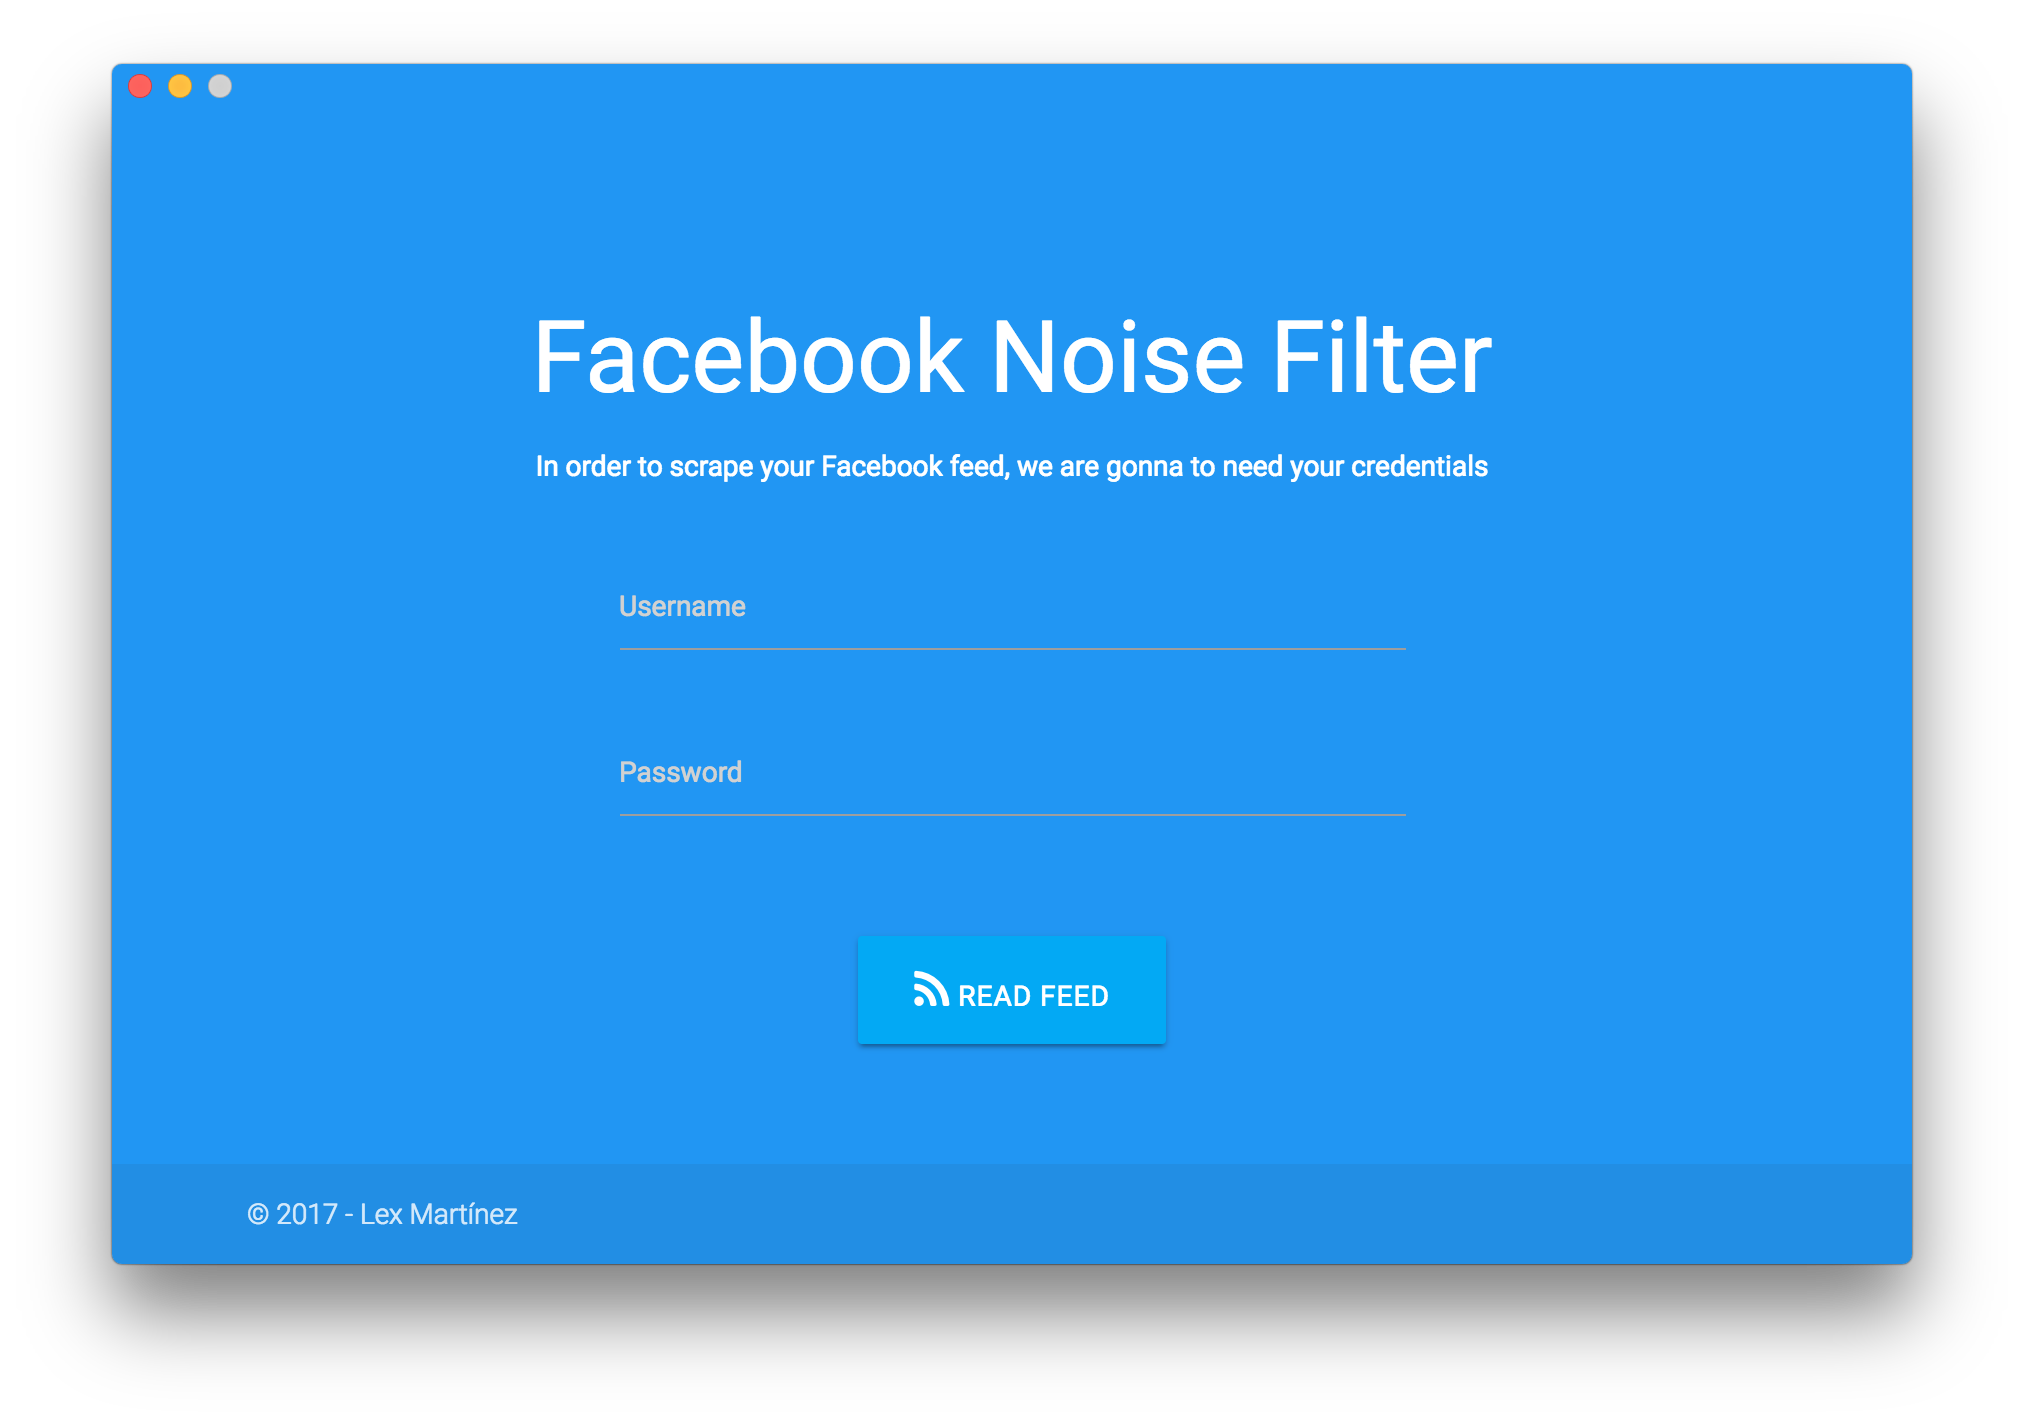 Facebook Noise Filter
In order to scrape your Facebook feed, we are gonna to need your credentials
Username
Password
READ FEED
© 2017 - Lex Martínez